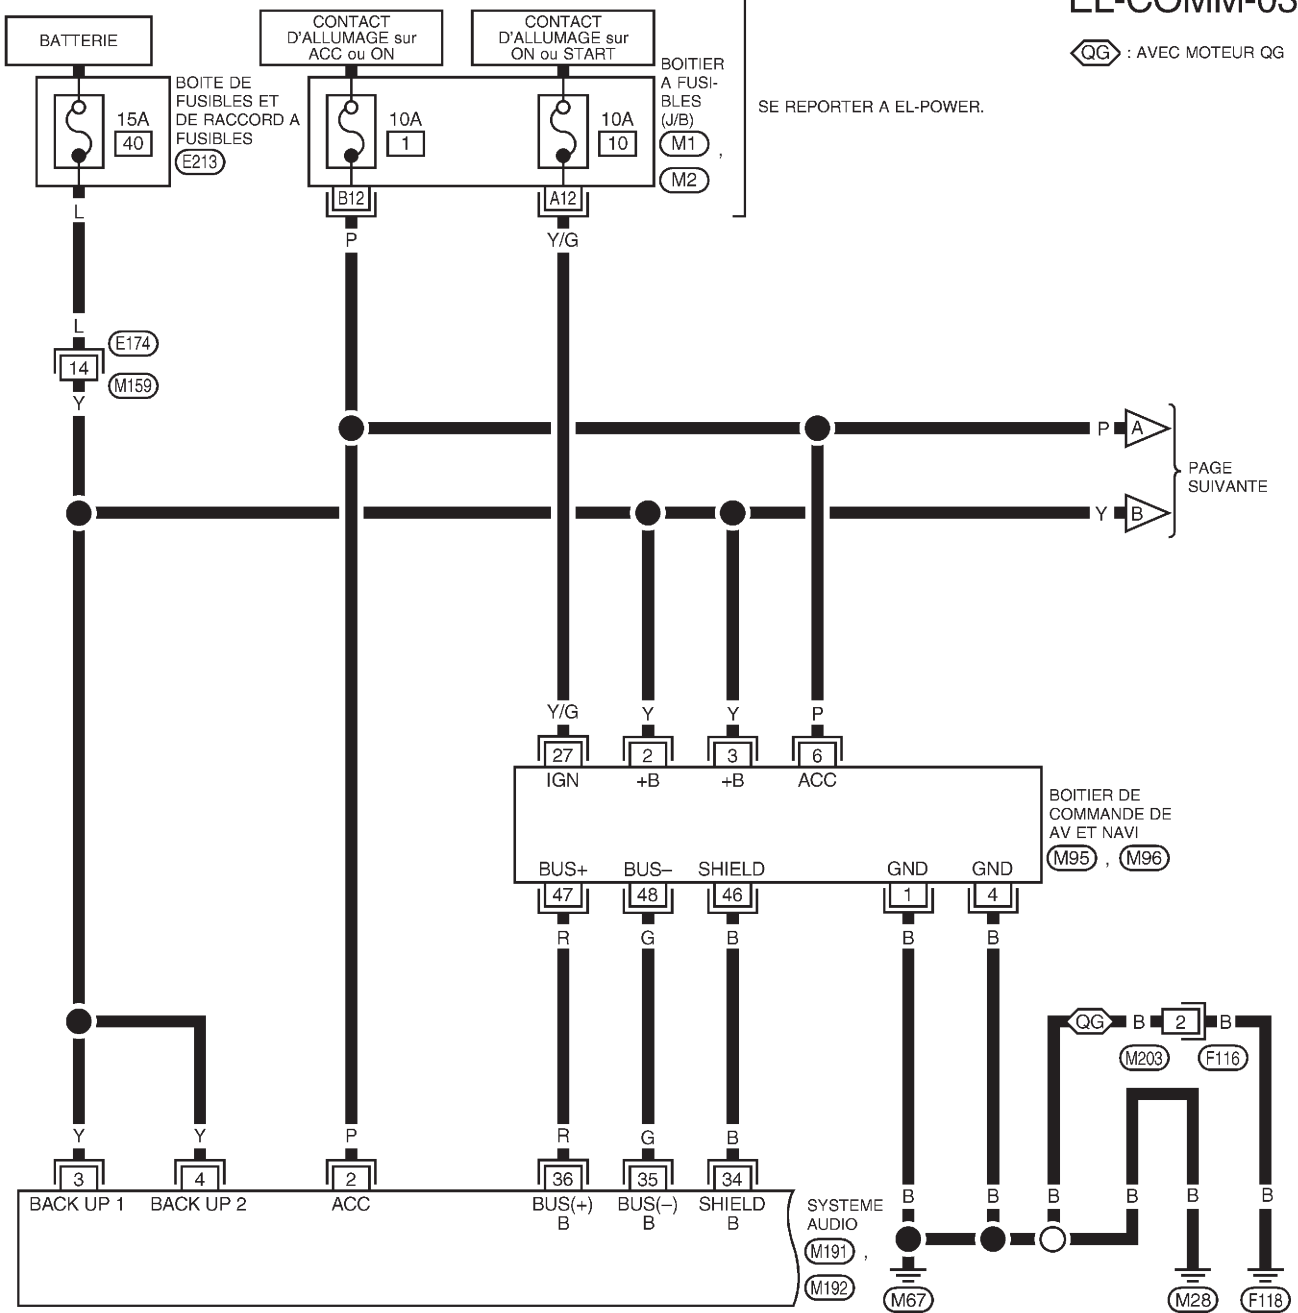 EL-COMM-03
QG : AVEC MOTEUR QG
BATTERIE
CONTACT
D'ALLUMAGE sur
ACC ou ON
CONTACT
D'ALLUMAGE sur
ON ou START
BOITE DE
FUSIBLES ET
DE RACCORD A
FUSIBLES
E213
15A
40
10A
1
10A
10
BOITIER
A FUSI-
BLES
(J/B)
M1 ,
M2
SE REPORTER A EL-POWER.
B12
A12
L
P
Y/G
L
E174
14
M159
Y
P A
Y B
PAGE
SUIVANTE
Y/G Y Y P
27 2 3 6
IGN +B +B ACC
BOITIER DE
COMMANDE DE
AV ET NAVI
M95 , M96
BUS+ BUS– SHIELD GND GND
47 48 46 1 4
R G B B B
QG B 2 B
M203 F116
Y Y P R G B
3 4 2 36 35 34
BACK UP 1 BACK UP 2 ACC BUS(+) BUS(–) SHIELD
B B B
SYSTEME
AUDIO
M191 ,
M192
B B B B B B
M67 M28 F118